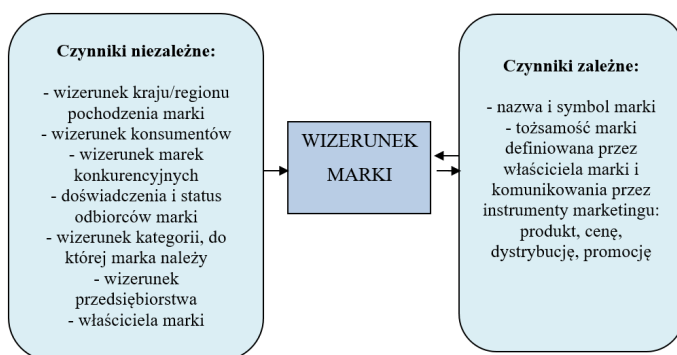 Czynniki niezależne:
- wizerunek kraju/regionu
pochodzenia marki
- wizerunek konsumentów
- wizerunek marek
konkurencyjnych
- doświadczenia i status
odbiorców marki
- wizerunek kategorii, do
której marka należy
- wizerunek
przedsiębiorstwa
- właściciela marki
WIZERUNEK
MARKI
Czynniki zależne:
- nazwa i symbol marki
- tożsamość marki
definiowana przez
właściciela marki i
komunikowania przez
instrumenty marketingu:
produkt, cenę,
dystrybucję, promocję